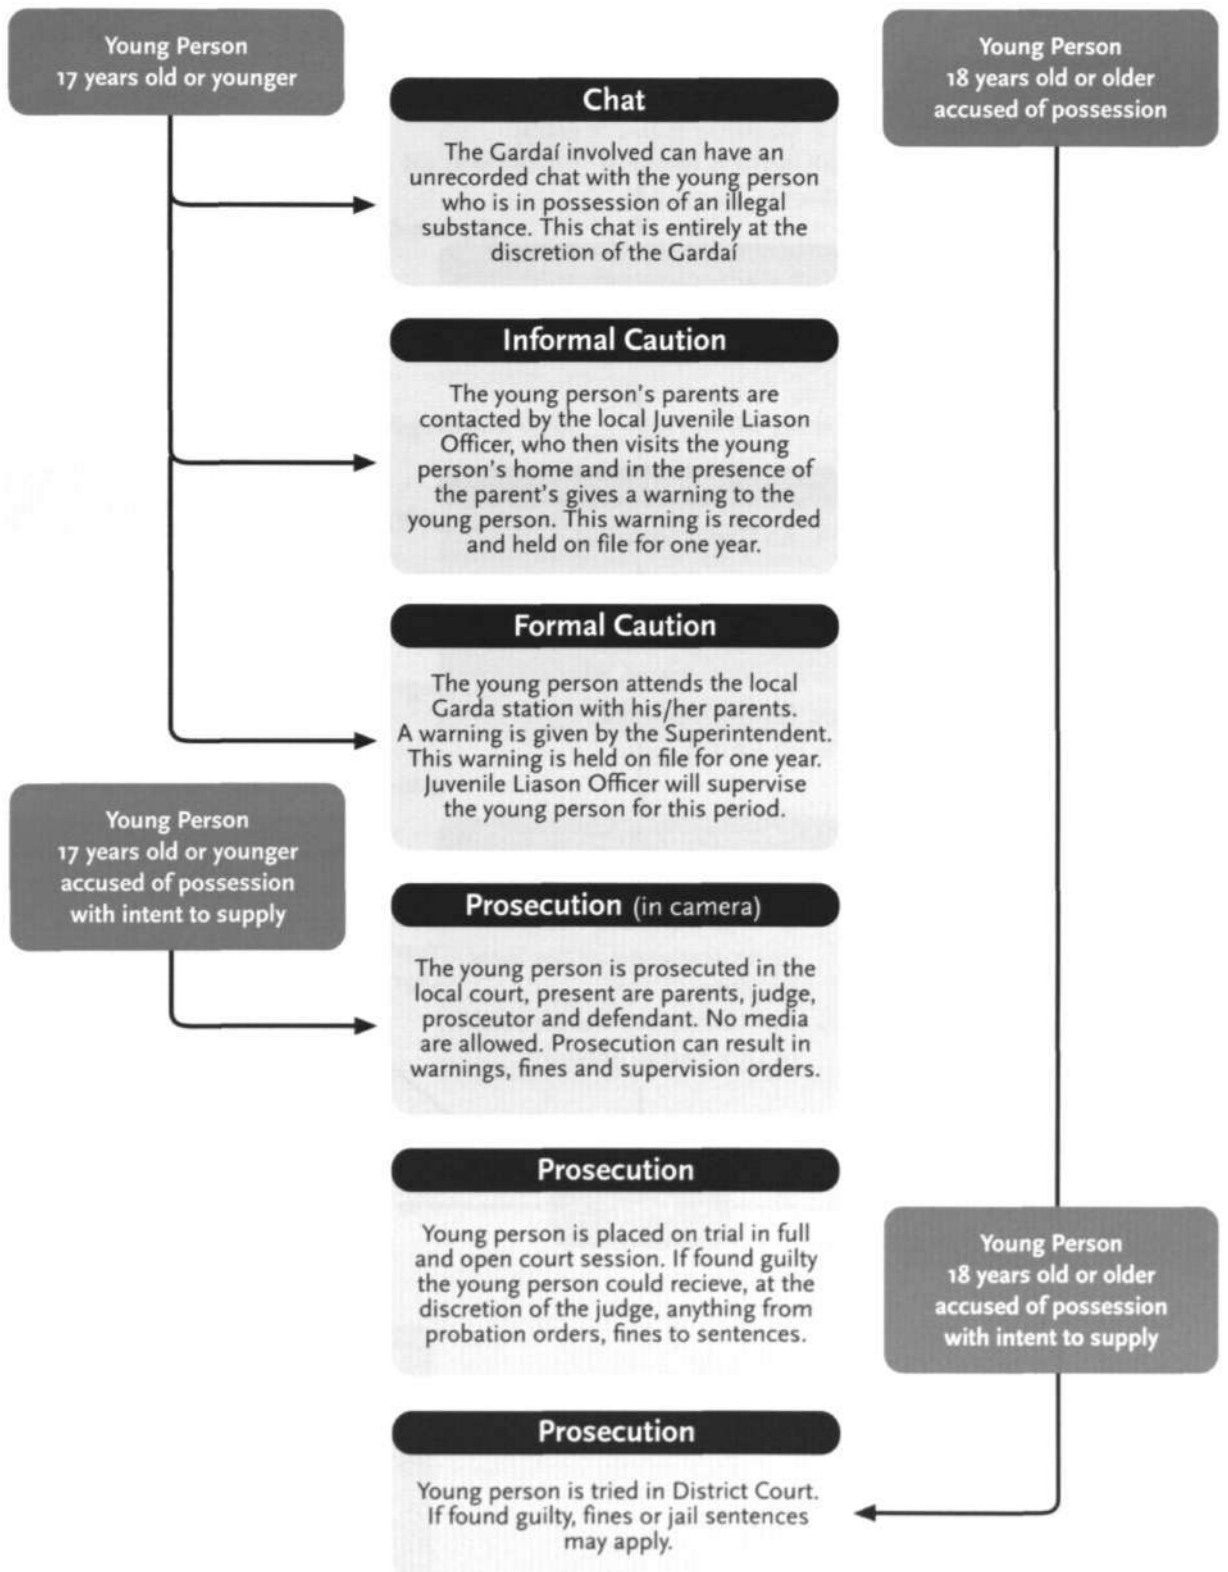 Young Person
17 years old or younger
Young Person
18 years old or older
accused of possession
Chat
The Gardaí involved can have an
unrecorded chat with the young person
who is in possession of an illegal
substance. This chat is entirely at the
discretion of the Gardaí
Informal Caution
The young person's parents are
contacted by the local Juvenile Liason
Officer, who then visits the young
person's home and in the presence of
the parent's gives a warning to the
young person. This warning is recorded
and held on file for one year.
Formal Caution
The young person attends the local
Garda station with his/her parents.
A warning is given by the Superintendent.
This warning is held on file for one year.
Juvenile Liason Officer will supervise
the young person for this period.
Young Person
17 years old or younger
accused of possession
with intent to supply
Prosecution (in camera)
The young person is prosecuted in the
local court, present are parents, judge,
prosceutor and defendant. No media
are allowed. Prosecution can result in
warnings, fines and supervision orders.
Prosecution
Young person is placed on trial in full
and open court session. If found guilty
the young person could recieve, at the
discretion of the judge, anything from
probation orders, fines to sentences.
Young Person
18 years old or older
accused of possession
with intent to supply
Prosecution
Young person is tried in District Court.
If found guilty, fines or jail sentences
may apply.